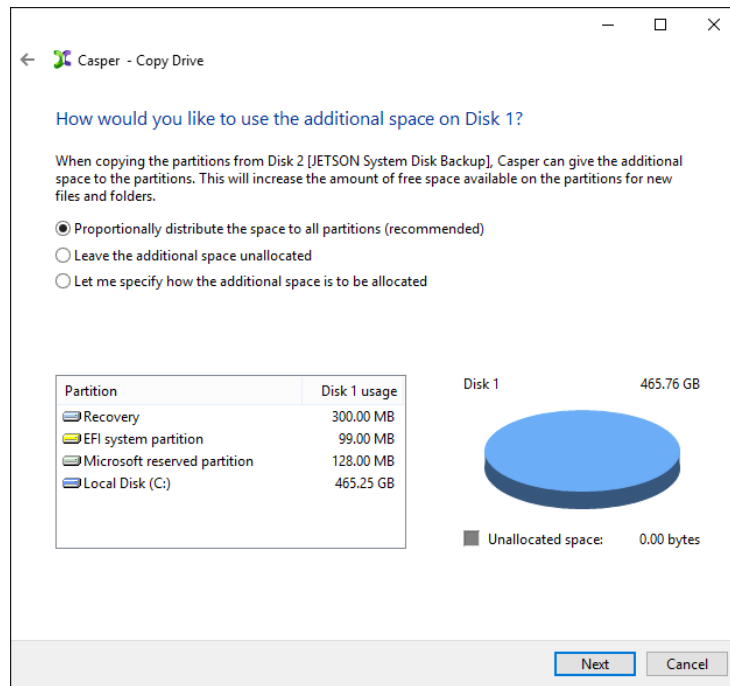 Casper - Copy Drive
How would you like to use the additional space on Disk 1?
When copying the partitions from Disk 2 [JETSON System Disk Backup], Casper can give the additional
space to the partitions. This will increase the amount of free space available on the partitions for new
files and folders.
Proportionally distribute the space to all partitions (recommended)
Leave the additional space unallocated
Let me specify how the additional space is to be allocated
Partition Disk 1 usage
Recovery 300.00 MB
EFI system partition 99.00 MB
Microsoft reserved partition 128.00 MB
Local Disk (C:) 465.25 GB
Disk 1 465.76 GB
Unallocated space: 0.00 bytes
Next Cancel